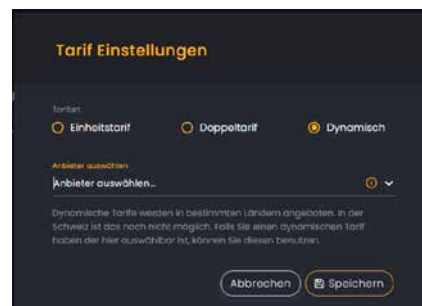 Tarif Einstellungen
Tarifart
Einheitstarif
Doppeltarif
Dynamisch
Anbieter auswählen
Anbieter auswählen...
Dynamische Tarife werden in bestimmten Ländern angeboten. In der
Schweiz ist das noch nicht möglich. Falls Sie einen dynamischen Tarif
haben der hier auswählbar ist, können Sie diesen benutzen.
Abbrechen
Speichern